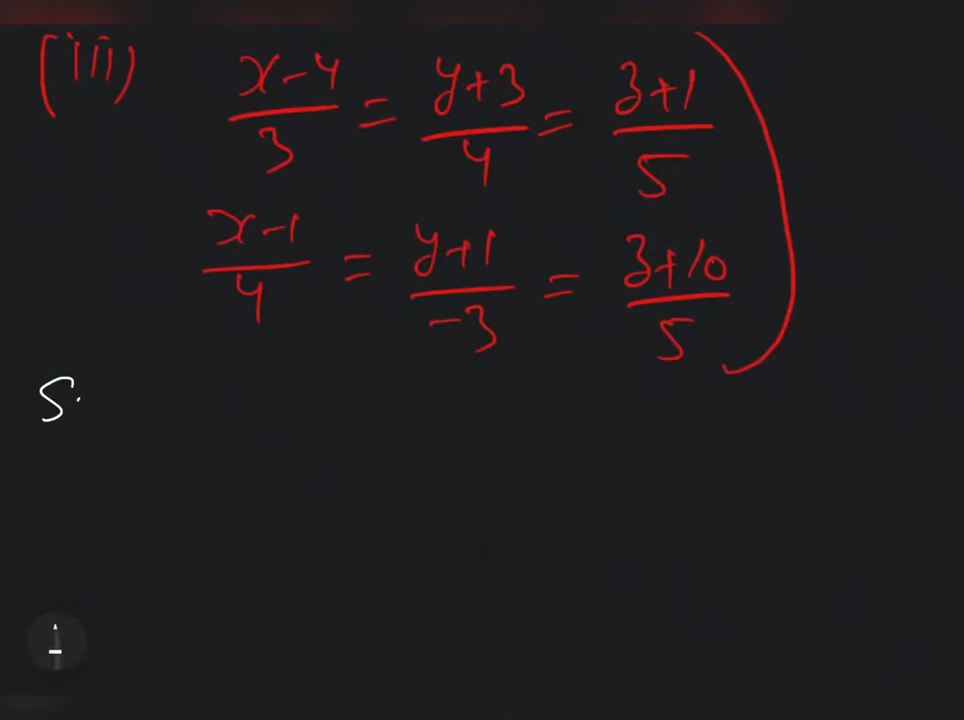 (iii) x-4/3 = y+3/4 = z+1/5
x-1/4 = y+1/-3 = z+10/5
S.